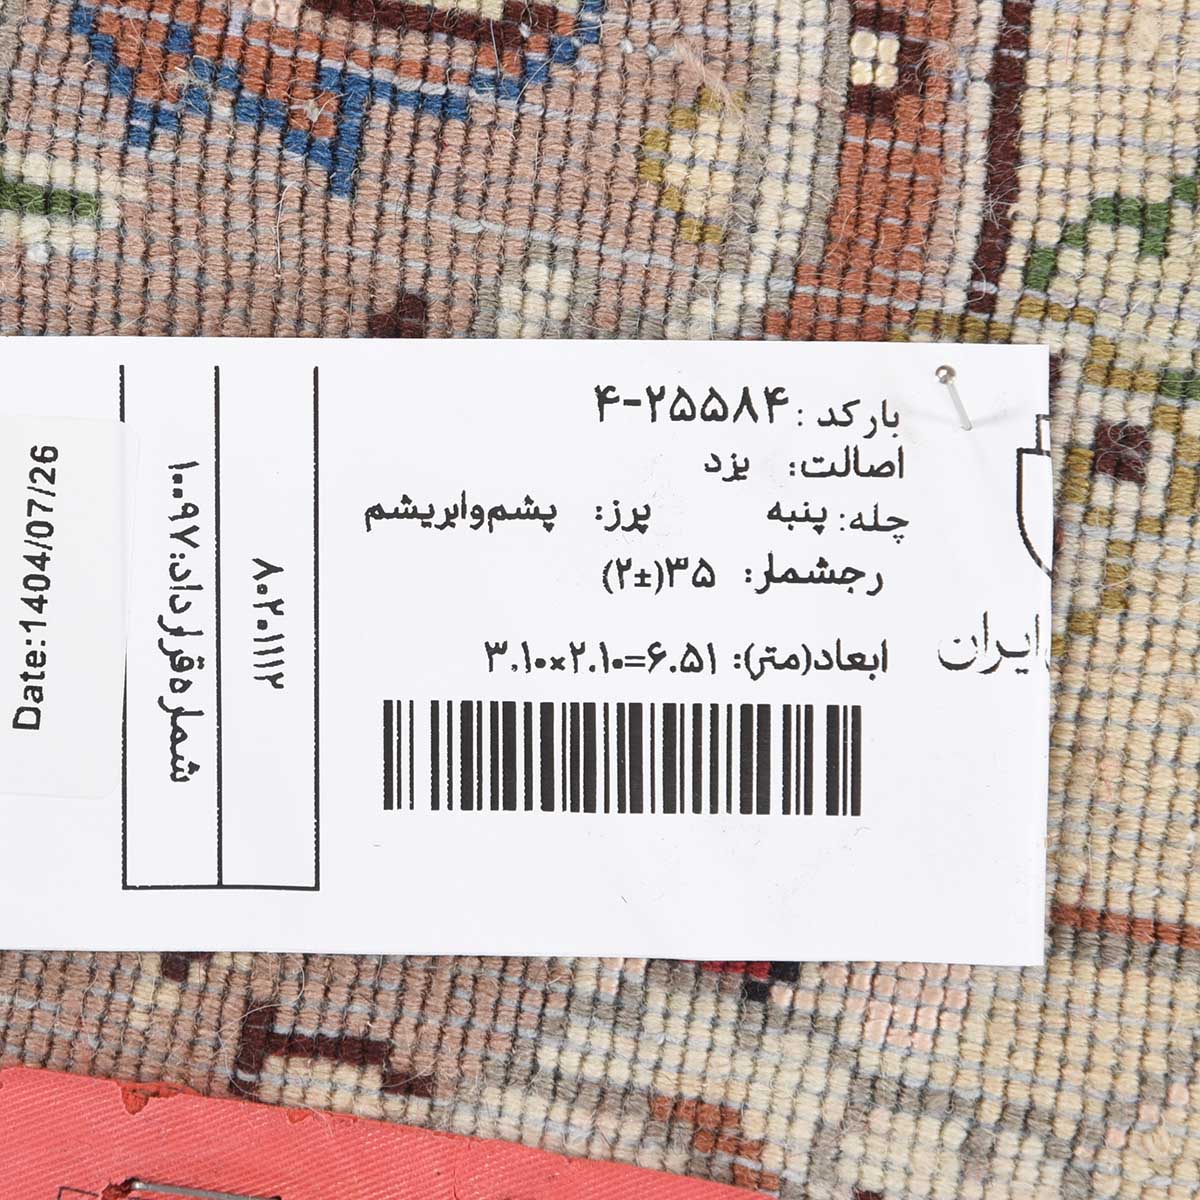 بارکد: ۴-۲۵۵۸۴
اصالت: یزد
چله: پنبه پرز: پشم‌وابریشم
رجشمار: ۳۵(±۲)
ابعاد(متر): ۳.۱۰×۲.۱۰=۶.۵۱
ایران
۸۰۲۰۱۱۱۲
شماره‌قرارداد:۱۰۰۹۷
Date:1404/07/26